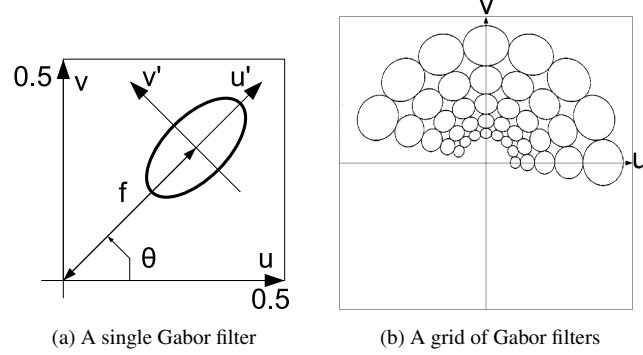 0.5
v
v'
u'
f
θ
u
0.5
(a) A single Gabor filter
v
u
(b) A grid of Gabor filters